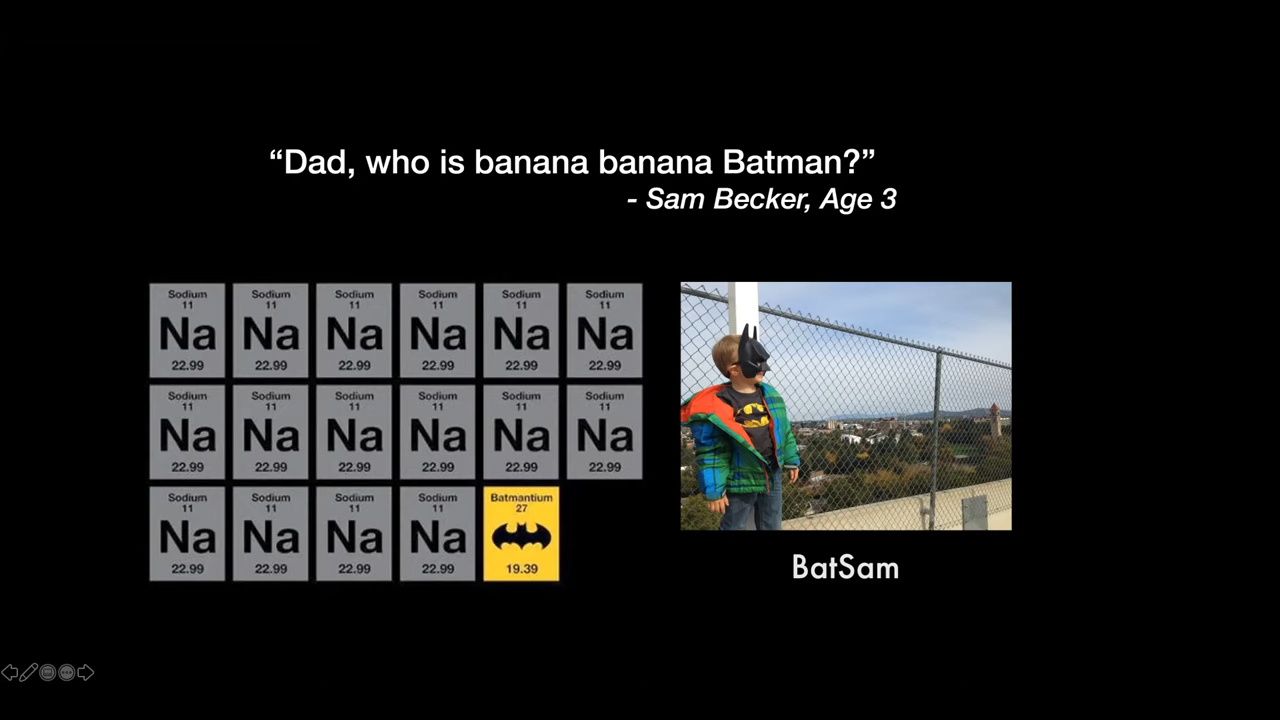 “Dad, who is banana banana Batman?”
- Sam Becker, Age 3
Sodium Sodium Sodium Sodium Sodium Sodium
11 11 11 11 11 11
Na Na Na Na Na Na
22.99 22.99 22.99 22.99 22.99 22.99
Sodium Sodium Sodium Sodium Sodium Sodium
11 11 11 11 11 11
Na Na Na Na Na Na
22.99 22.99 22.99 22.99 22.99 22.99
Sodium Sodium Sodium Sodium Batmantium
11 11 11 11 27
Na Na Na Na
22.99 22.99 22.99 22.99 19.39
BatSam